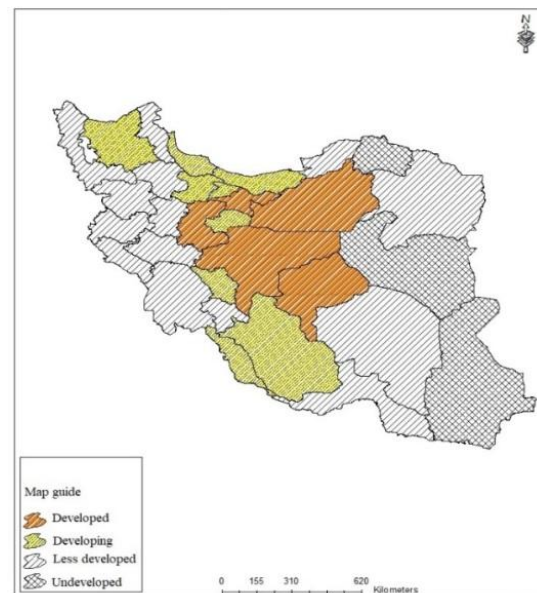 N
Map guide
Developed
Developing
Less developed
Undeveloped
0 155 310 620
Kilometers